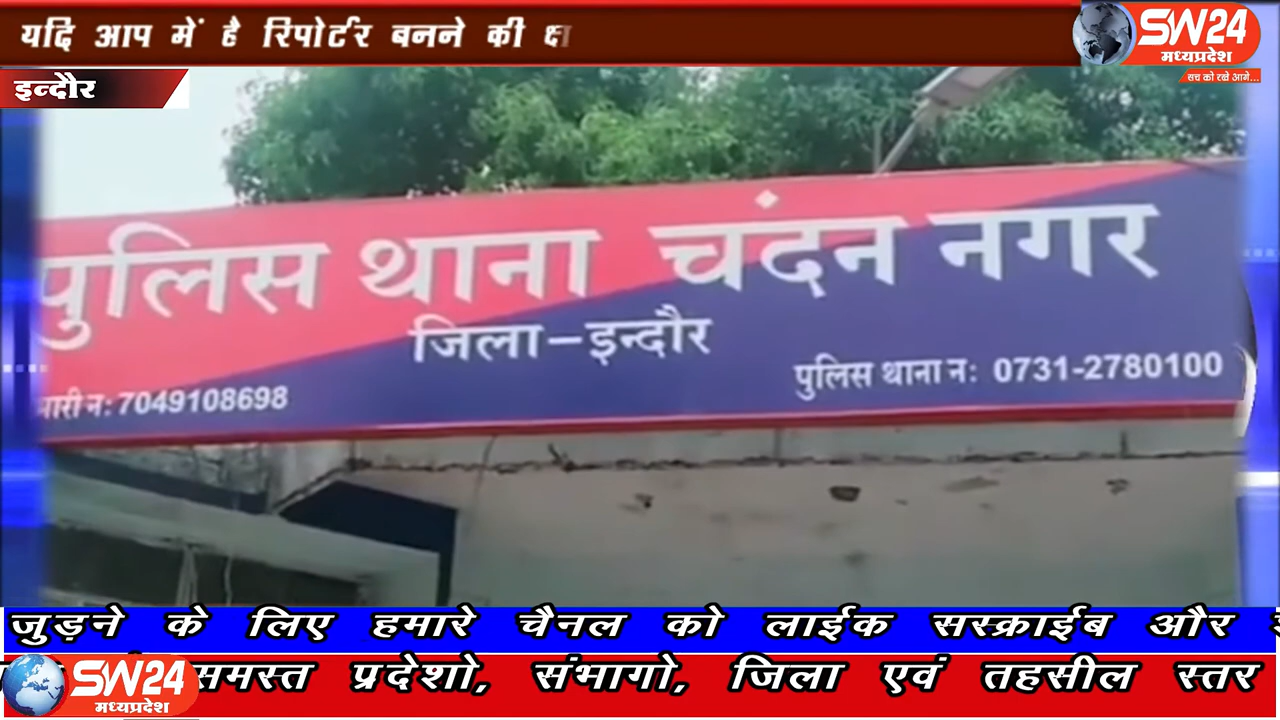 यदि आप में है रिपोर्टर बनने की क्ष
SW24
मध्यप्रदेश
सच को रखे आगे...
इन्दौर
पुलिस थाना चंदन नगर
जिला-इन्दौर
पुलिस थाना न: 0731-2780100
भारी न: 7049108698
जुड़ने के लिए हमारे चैनल को लाईक सस्क्राईब और
समस्त प्रदेशो, संभागो, जिला एवं तहसील स्तर
SW24
मध्यप्रदेश